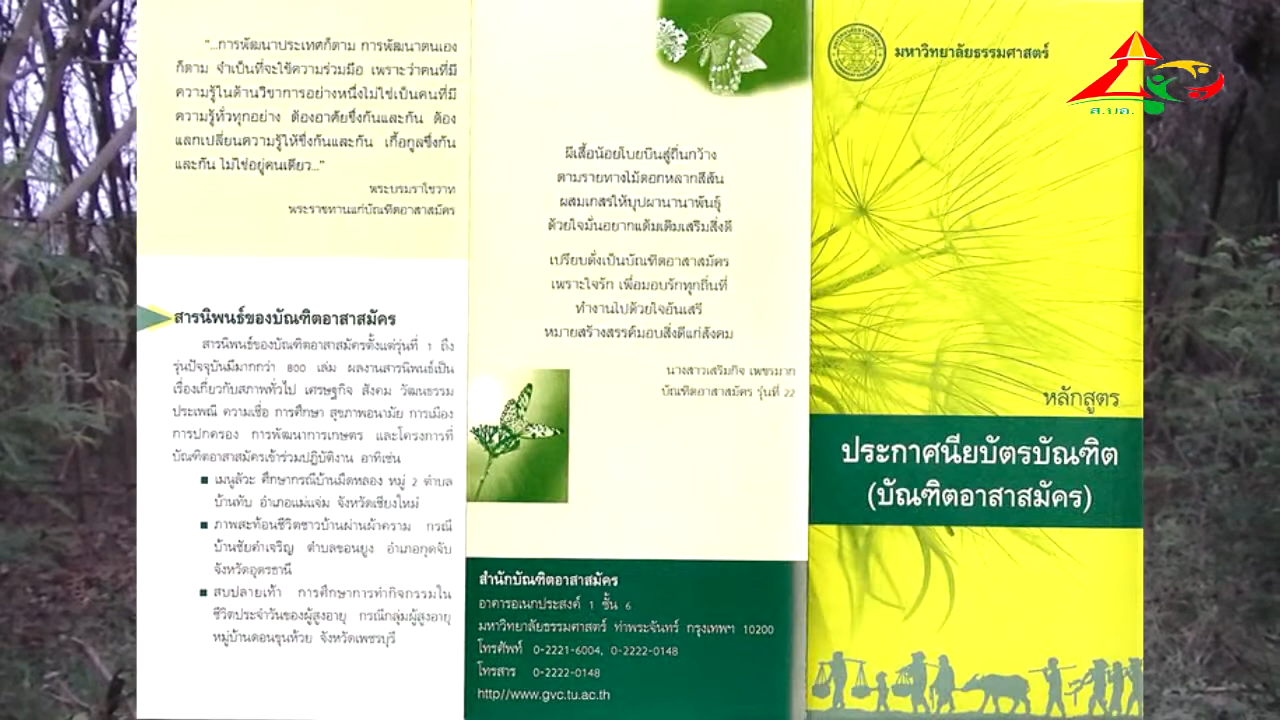 "...การพัฒนาประเทศก็ตาม การพัฒนาตนเอง
ก็ตาม จำเป็นที่จะใช้ความร่วมมือ เพราะว่าคนที่มี
ความรู้ในด้านวิชาการอย่างหนึ่งไม่ใช่เป็นคนที่มี
ความรู้ทั่วทุกอย่าง ต้องอาศัยซึ่งกันและกัน ต้อง
แลกเปลี่ยนความรู้ให้ซึ่งกันและกัน เกื้อกูลซึ่งกัน
และกัน ไม่ใช่อยู่คนเดียว..."
พระบรมราโชวาท
พระราชทานแก่บัณฑิตอาสาสมัคร
สารนิพนธ์ของบัณฑิตอาสาสมัคร
สารนิพนธ์ของบัณฑิตอาสาสมัครตั้งแต่รุ่นที่ 1 ถึง
รุ่นปัจจุบันมีมากกว่า 800 เล่ม ผลงานสารนิพนธ์เป็น
เรื่องเกี่ยวกับสภาพทั่วไป เศรษฐกิจ สังคม วัฒนธรรม
ประเพณี ความเชื่อ การศึกษา สุขภาพอนามัย การเมือง
การปกครอง การพัฒนาการเกษตร และโครงการที่
บัณฑิตอาสาสมัครเข้าร่วมปฏิบัติงาน อาทิเช่น
■ เมนูลัวะ ศึกษากรณีบ้านมืดหลอง หมู่ 2 ตำบล
บ้านทับ อำเภอแม่แจ่ม จังหวัดเชียงใหม่
■ ภาพสะท้อนชีวิตชาวบ้านผ่านผ้าคราม กรณี
บ้านชัยอำเจริญ ตำบลขอนยูง อำเภอกุดจับ
จังหวัดอุดรธานี
■ สบปลายเท้า การศึกษาการทำกิจกรรมใน
ชีวิตประจำวันของผู้สูงอายุ กรณีกลุ่มผู้สูงอายุ
หมู่บ้านดอนขุนห้วย จังหวัดเพชรบุรี
ผีเสื้อน้อยโบยบินสู่ถิ่นกว้าง
ตามรายทางไม้ดอกหลากสีสัน
ผสมเกสรให้บุปผานานาพันธุ์
ด้วยใจมั่นอยากแต้มเติมเสริมสิ่งดี
เปรียบดั่งเป็นบัณฑิตอาสาสมัคร
เพราะใจรัก เพื่อมอบรักทุกถิ่นที่
ทำงานไปด้วยใจอันเสรี
หมายสร้างสรรค์มอบสิ่งดีแก่สังคม
นางสาวเสริมกิจ เพชรมาก
บัณฑิตอาสาสมัคร รุ่นที่ 22
สำนักบัณฑิตอาสาสมัคร
อาคารอเนกประสงค์ 1 ชั้น 6
มหาวิทยาลัยธรรมศาสตร์ ท่าพระจันทร์ กรุงเทพฯ 10200
โทรศัพท์ 0-2221-6004, 0-2222-0148
โทรสาร 0-2222-0148
http//www.gvc.tu.ac.th
มหาวิทยาลัยธรรมศาสตร์
ส.บอ.
หลักสูตร
ประกาศนียบัตรบัณฑิต
(บัณฑิตอาสาสมัคร)